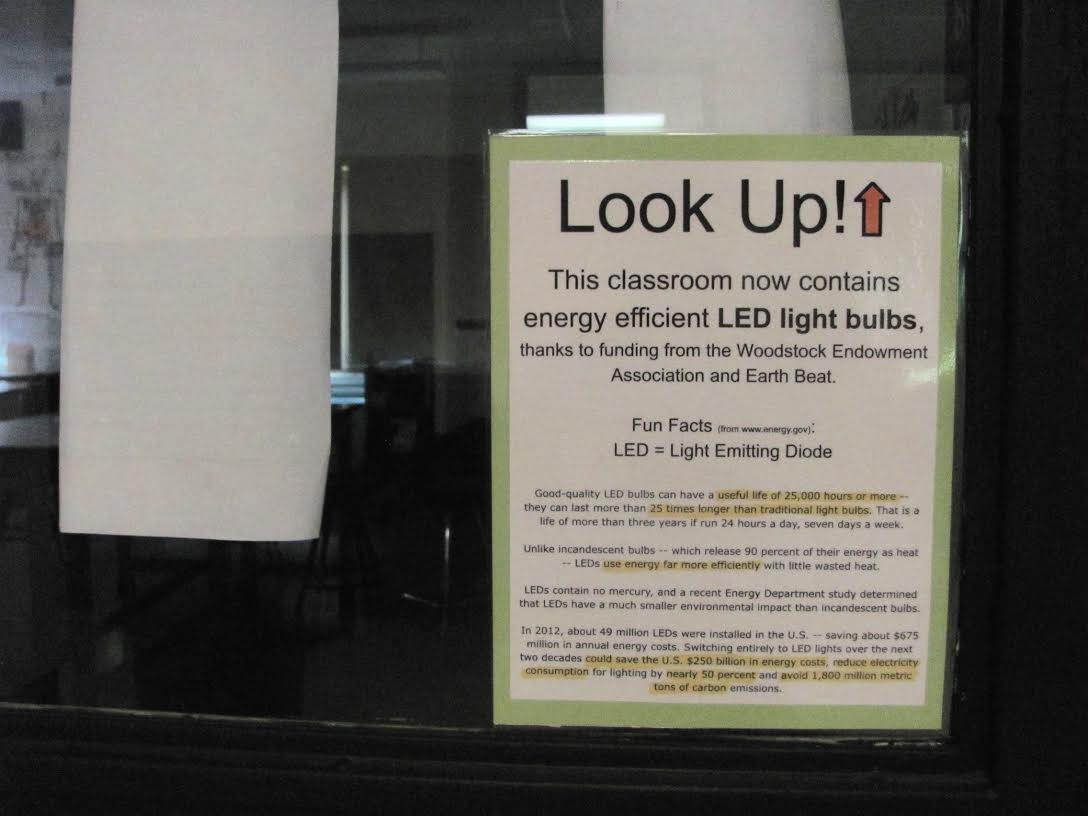 Look Up!
This classroom now contains
energy efficient LED light bulbs,
thanks to funding from the Woodstock Endowment
Association and Earth Beat.
Fun Facts (from www.energy.gov):
LED = Light Emitting Diode
Good-quality LED bulbs can have a useful life of 25,000 hours or more --
they can last more than 25 times longer than traditional light bulbs. That is a
life of more than three years if run 24 hours a day, seven days a week.
Unlike incandescent bulbs -- which release 90 percent of their energy as heat
-- LEDs use energy far more efficiently with little wasted heat.
LEDs contain no mercury, and a recent Energy Department study determined
that LEDs have a much smaller environmental impact than incandescent bulbs.
In 2012, about 49 million LEDs were installed in the U.S. -- saving about $675
million in annual energy costs. Switching entirely to LED lights over the next
two decades could save the U.S. $250 billion in energy costs, reduce electricity
consumption for lighting by nearly 50 percent and avoid 1,800 million metric
tons of carbon emissions.